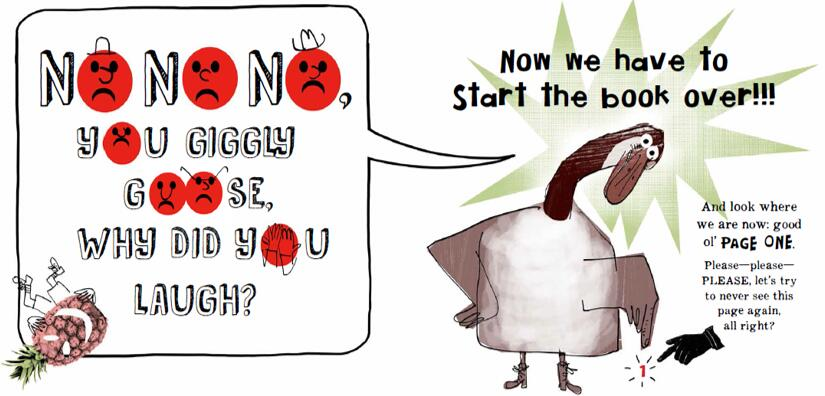 NO NO NO,
YOU GIGGLY
GOOSE,
WHY DID YOU
LAUGH?
Now we have to
Start the book over!!!
And look where
we are now: good
ol' PAGE ONE.
Please—please—
PLEASE, let's try
to never see this
page again,
all right?
1